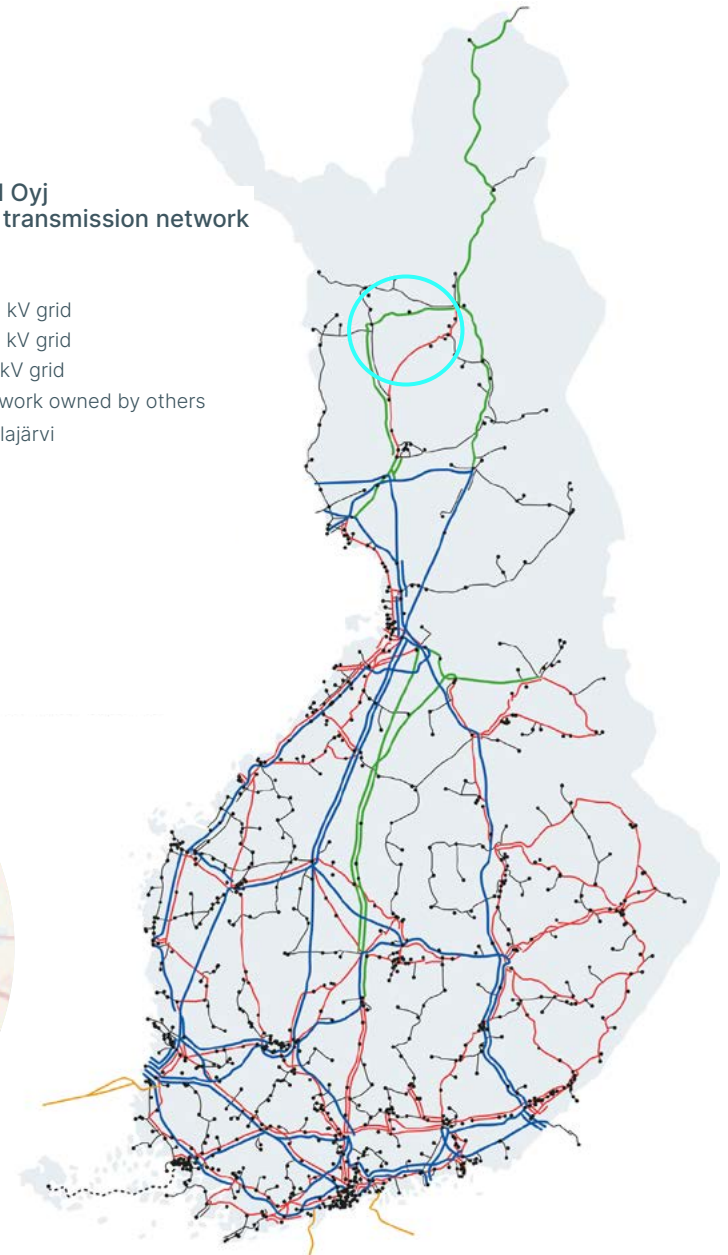 Oyj
transmission network
kV grid
kV grid
kV grid
work owned by others
lajärvi